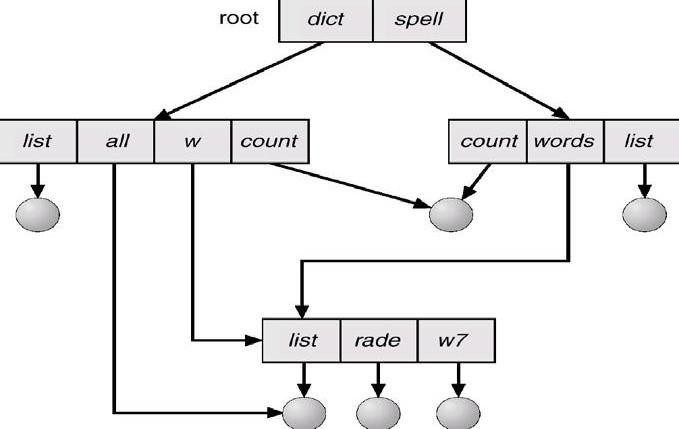 root dict spell
list all w count count words list
list rade w7